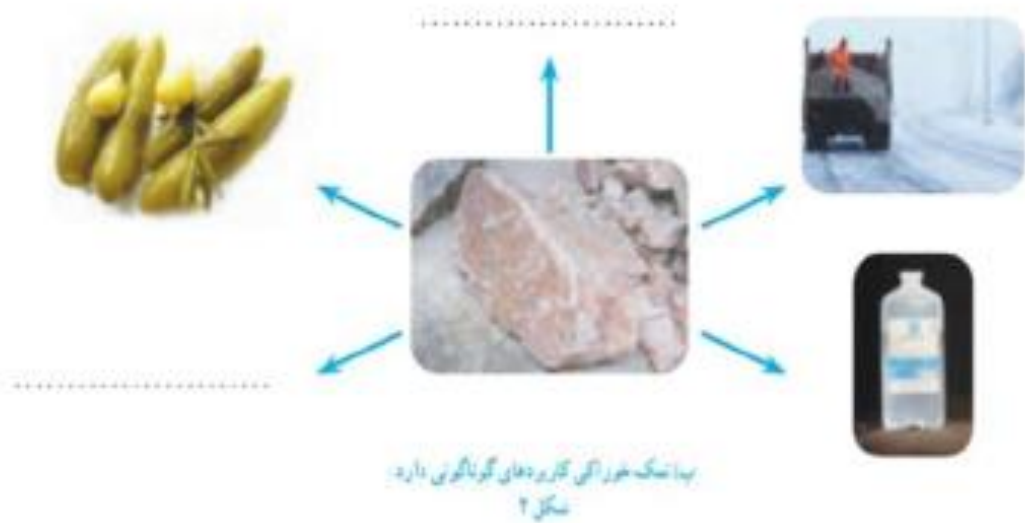 ب) نمک خوراکی کاربردهای گوناگونی دارد.
شکل ۲